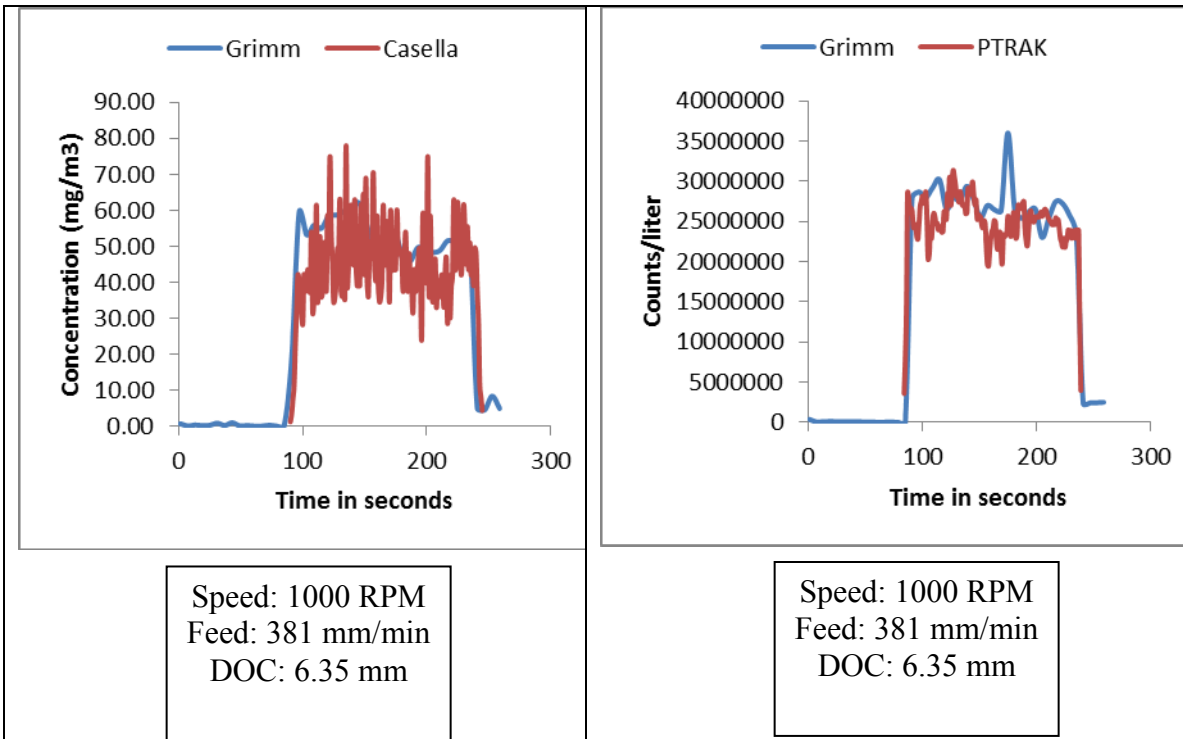 Grimm Casella
90.00
80.00
70.00
60.00
50.00
40.00
30.00
20.00
10.00
0.00
Concentration (mg/m3)
0 100 200 300
Time in seconds
Speed: 1000 RPM
Feed: 381 mm/min
DOC: 6.35 mm
Grimm PTRAK
40000000
35000000
30000000
25000000
20000000
15000000
10000000
5000000
0
Counts/liter
0 100 200 300
Time in seconds
Speed: 1000 RPM
Feed: 381 mm/min
DOC: 6.35 mm